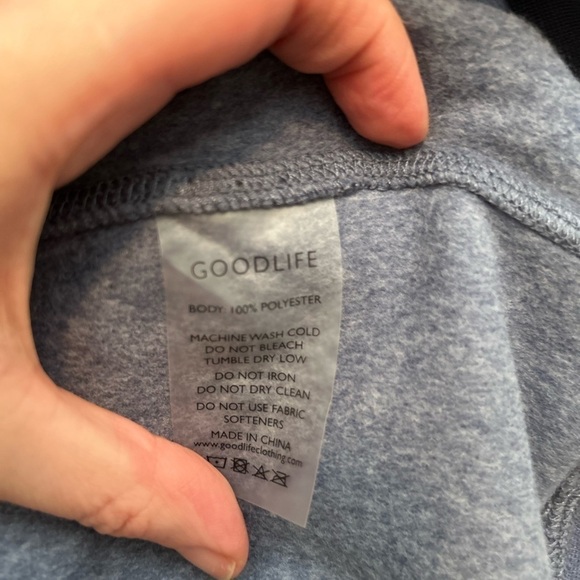 GOODLIFE
BODY: 100% POLYESTER
MACHINE WASH COLD
DO NOT BLEACH
TUMBLE DRY LOW
DO NOT IRON
DO NOT DRY CLEAN
DO NOT USE FABRIC
SOFTENERS
MADE IN CHINA
www.goodlifeclothing.com